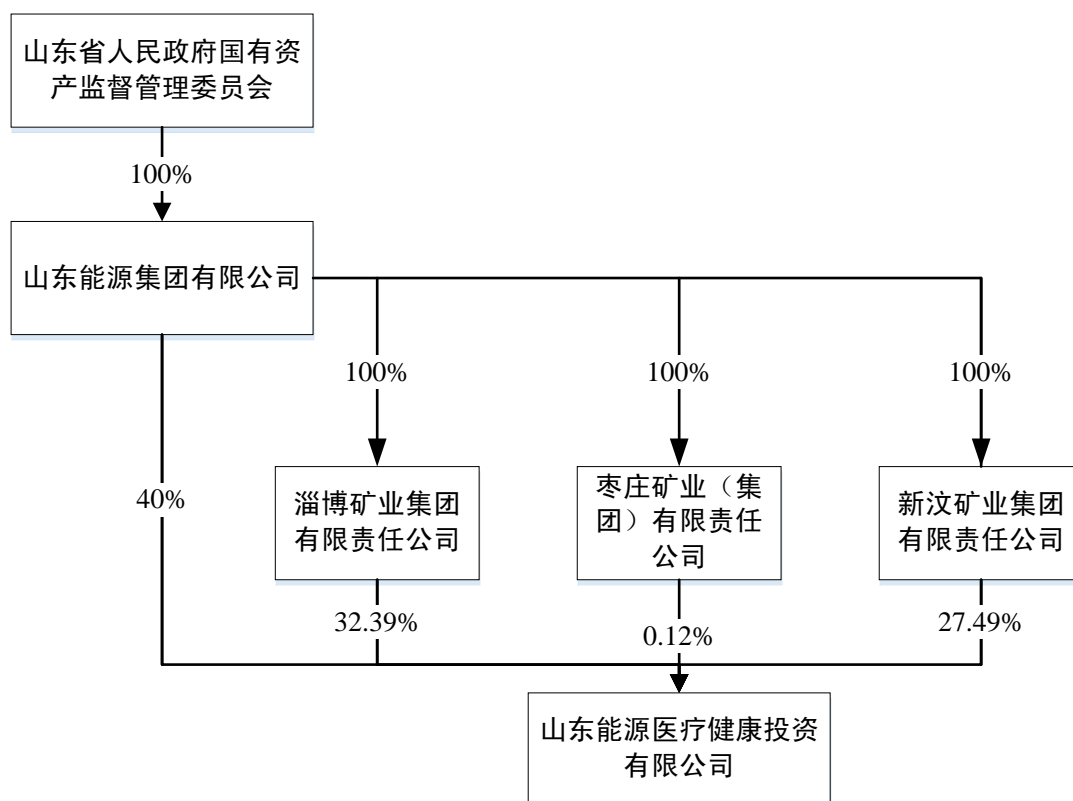 山东省人民政府国有资
产监督管理委员会
100%
山东能源集团有限公司
100%
100%
100%
40%
淄博矿业集团
有限责任公司
枣庄矿业（集
团）有限责任
公司
新汶矿业集团
有限责任公司
32.39%
0.12%
27.49%
山东能源医疗健康投资
有限公司